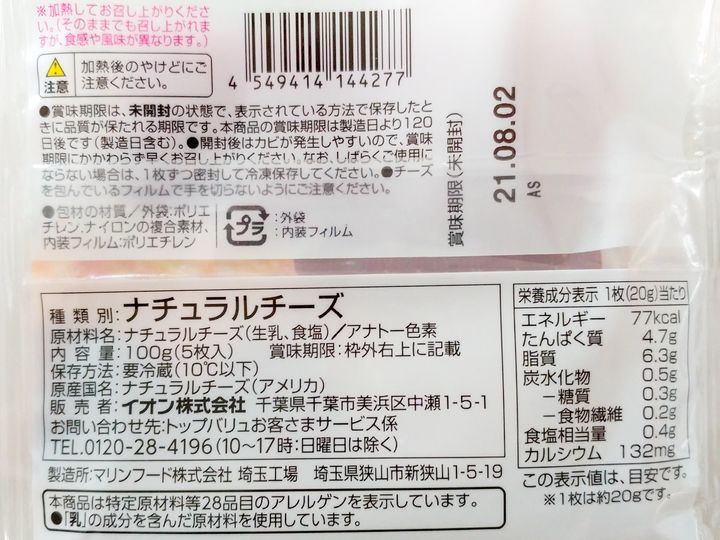 ※加熱してお召し上がりくださ
い。(そのままでも召し上がれま
すが、食感や風味が異なります。)
注意
加熱後のやけどにご
注意ください。
4 549414 144277
●賞味期限は、未開封の状態で、表示されている方法で保存したと
きに品質が保たれる期限です。本商品の賞味期限は製造日より120
日後です(製造日含む)。●開封後はカビが発生しやすいので、賞味
期限にかかわらず早くお召し上がりください。なお、しばらくご使用に
ならない場合は、1枚ずつ密封して冷凍保存してください。●チーズ
を包んでいるフィルムで手を切らないようにご注意ください。
賞味期限(未開封)
21.08.02
AS
●包材の材質/外袋:ポリエ
チレン、ナイロンの複合素材、
内装フィルム:ポリエチレン
プラ
:外袋
:内装フィルム
種類別:ナチュラルチーズ
原材料名:ナチュラルチーズ(生乳、食塩)/アナトー色素
内容量:100g(5枚入) 賞味期限:枠外右上に記載
保存方法:要冷蔵(10℃以下)
原産国名:ナチュラルチーズ(アメリカ)
販売者:イオン株式会社 千葉県千葉市美浜区中瀬1-5-1
お問い合わせ先:トップバリュお客さまサービス係
TEL.0120-28-4196(10~17時:日曜日は除く)
製造所:マリンフード株式会社 埼玉工場 埼玉県狭山市新狭山1-5-19
本商品は特定原材料等28品目のアレルゲンを表示しています。
●「乳」の成分を含んだ原材料を使用しています。
栄養成分表示 1枚(20g)当たり
エネルギー 77kcal
たんぱく質 4.7g
脂質 6.3g
炭水化物 0.5g
-糖質 0.3g
-食物繊維 0.2g
食塩相当量 0.4g
カルシウム 132mg
この表示値は、目安です。
※1枚は約20gです。